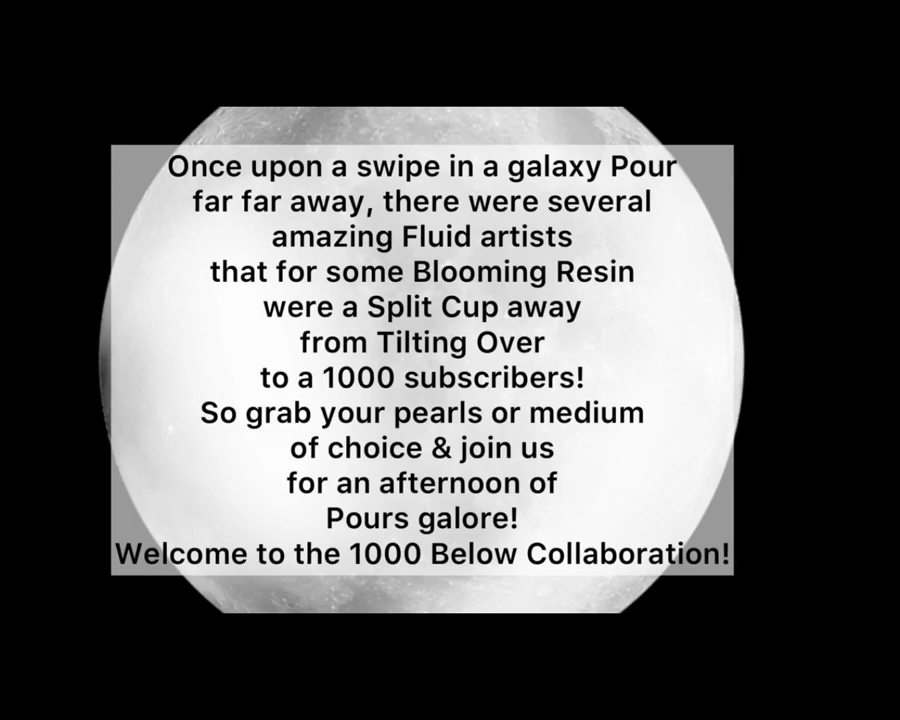 Once upon a swipe in a galaxy Pour
far far away, there were several
amazing Fluid artists
that for some Blooming Resin
were a Split Cup away
from Tilting Over
to a 1000 subscribers!
So grab your pearls or medium
of choice & join us
for an afternoon of
Pours galore!
Welcome to the 1000 Below Collaboration!